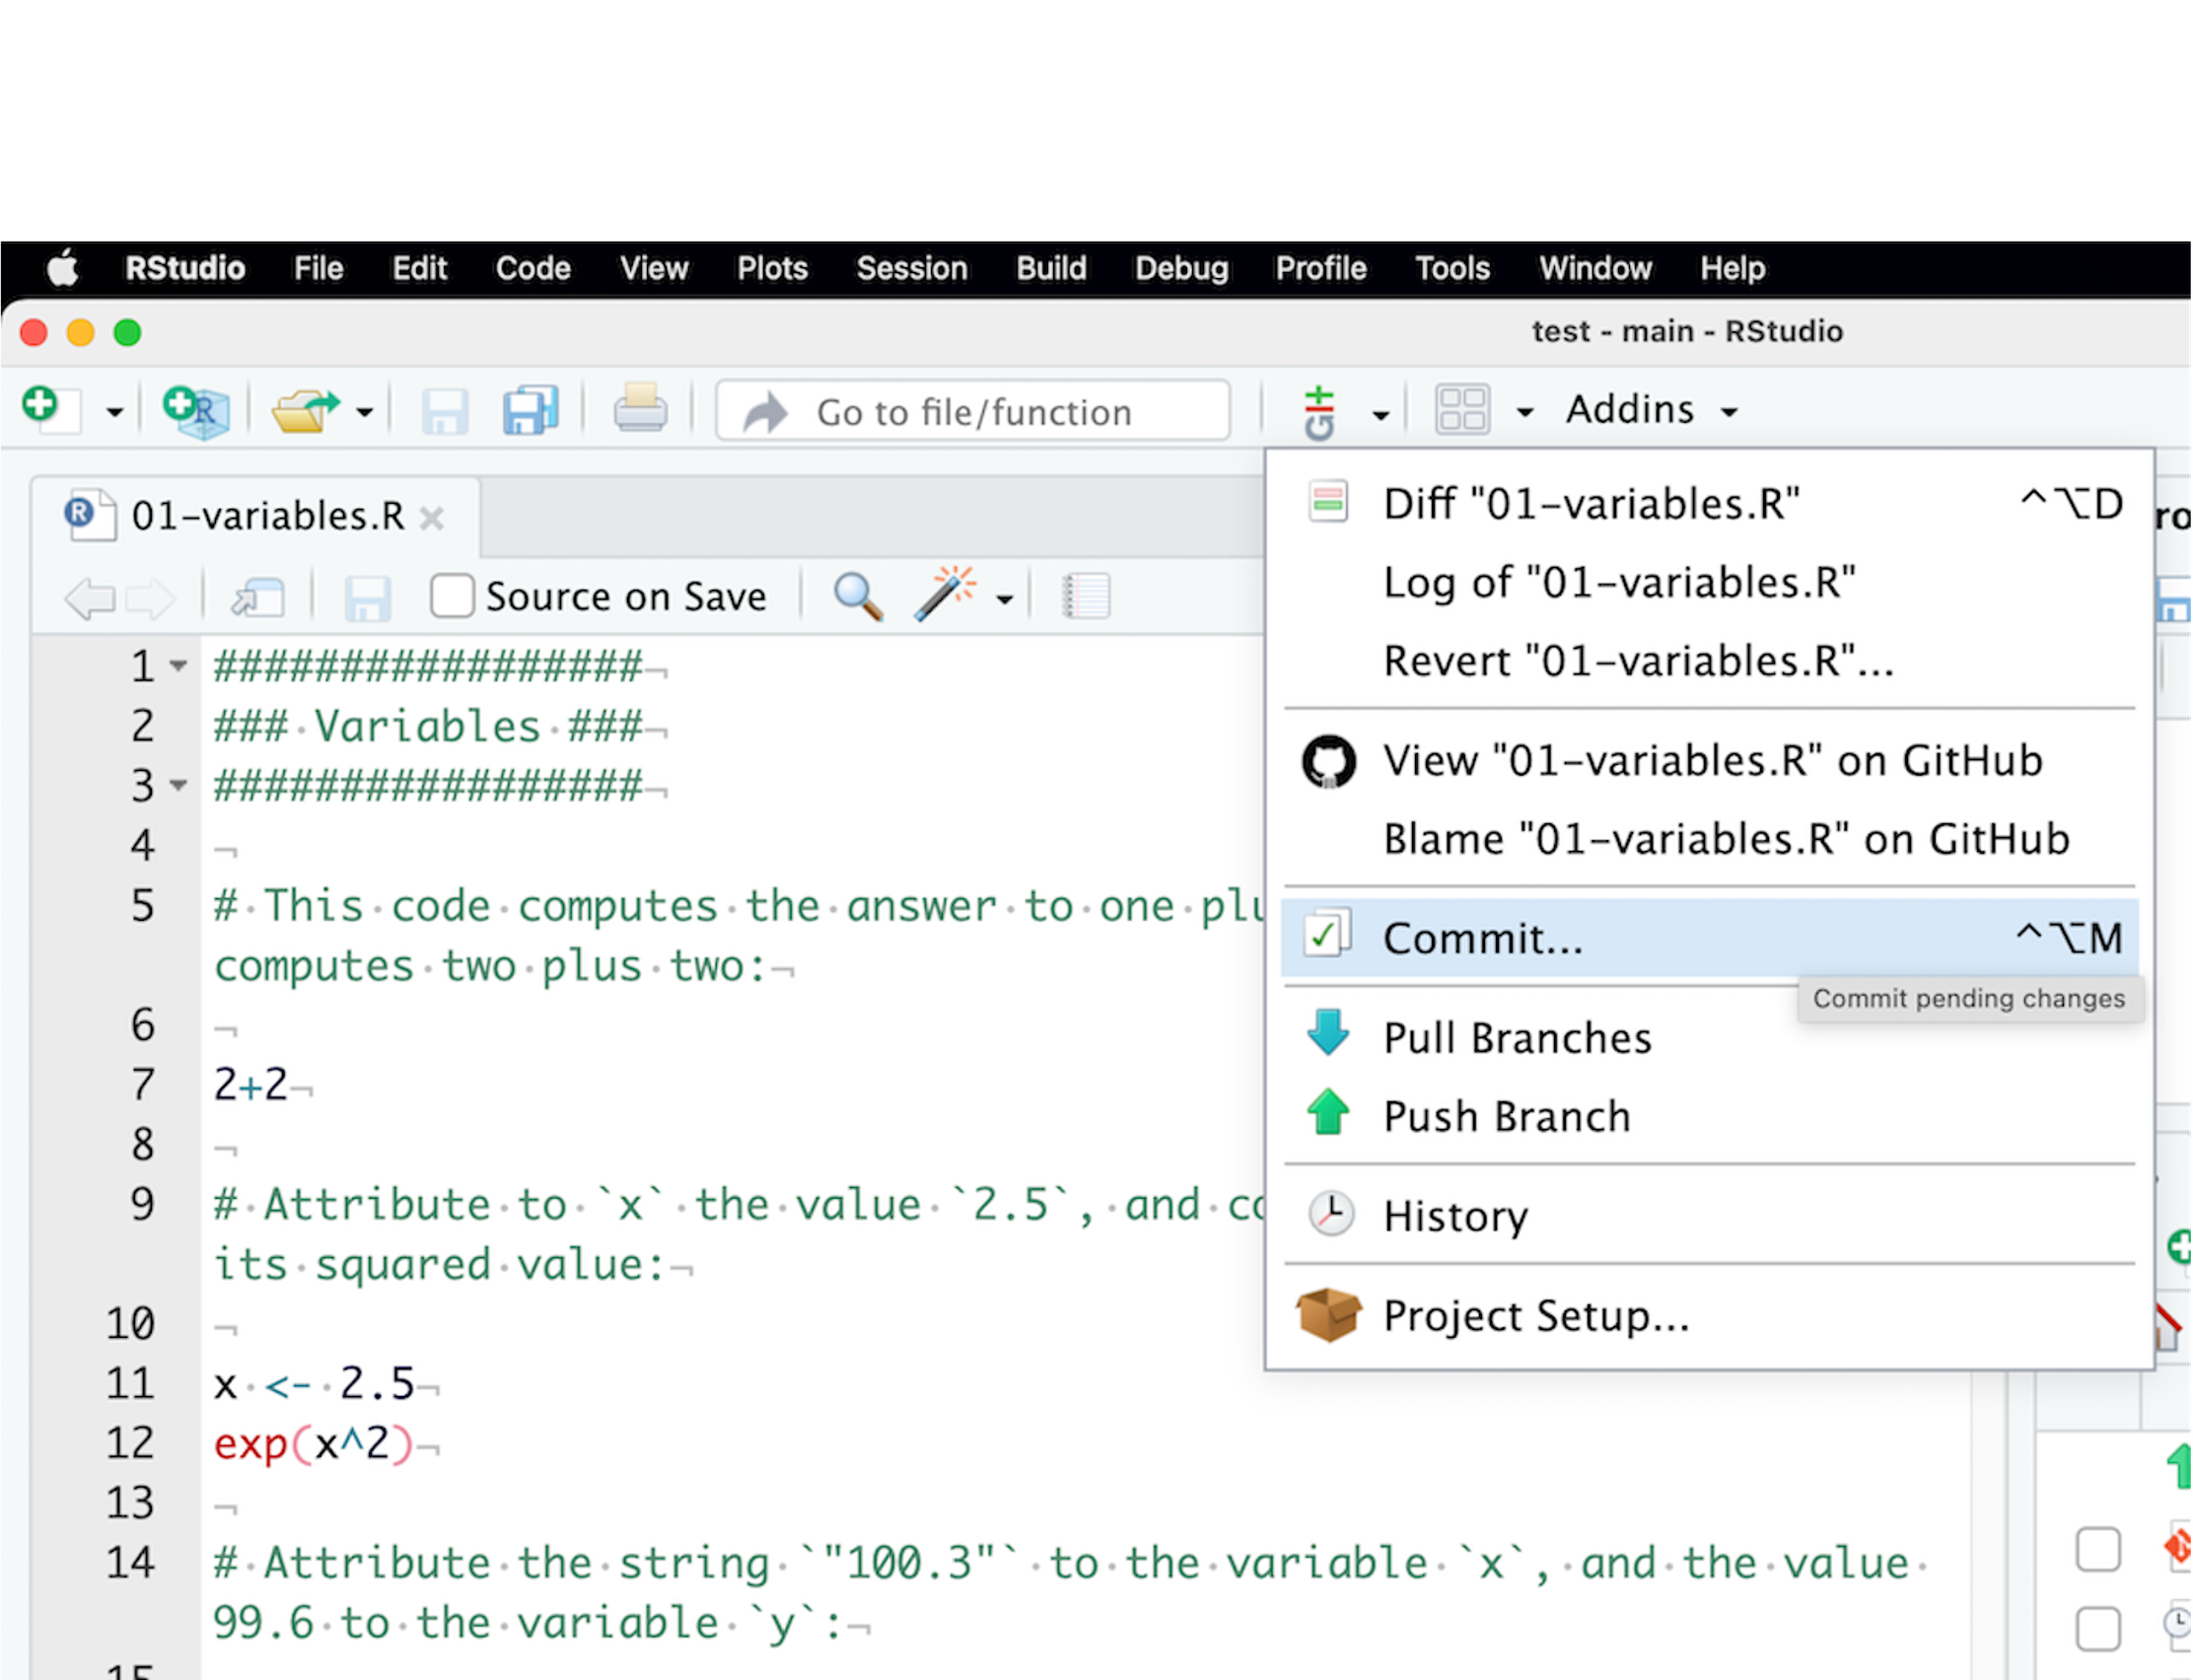 RStudio File Edit Code View Plots Session Build Debug Profile Tools Window Help
test - main - RStudio
Go to file/function Addins
01-variables.R
Source on Save
Diff "01-variables.R" ^⌥D
Log of "01-variables.R"
Revert "01-variables.R"...
View "01-variables.R" on GitHub
Blame "01-variables.R" on GitHub
Commit... ^⌥M
Commit pending changes
Pull Branches
Push Branch
History
Project Setup...
1 #################¬
2 ###·Variables·###¬
3 #################¬
4 ¬
5 #·This·code·computes·the·answer·to·one·
computes·two·plus·two:¬
6 ¬
7 2+2¬
8 ¬
9 #·Attribute·to·`x`·the·value·`2.5`,·and·
its·squared·value:¬
10 ¬
11 x·<-·2.5¬
12 exp(x^2)¬
13 ¬
14 #·Attribute·the·string·`"100.3"`·to·the·variable·`x`,·and·the·value·
99.6·to·the·variable·`y`:¬
15